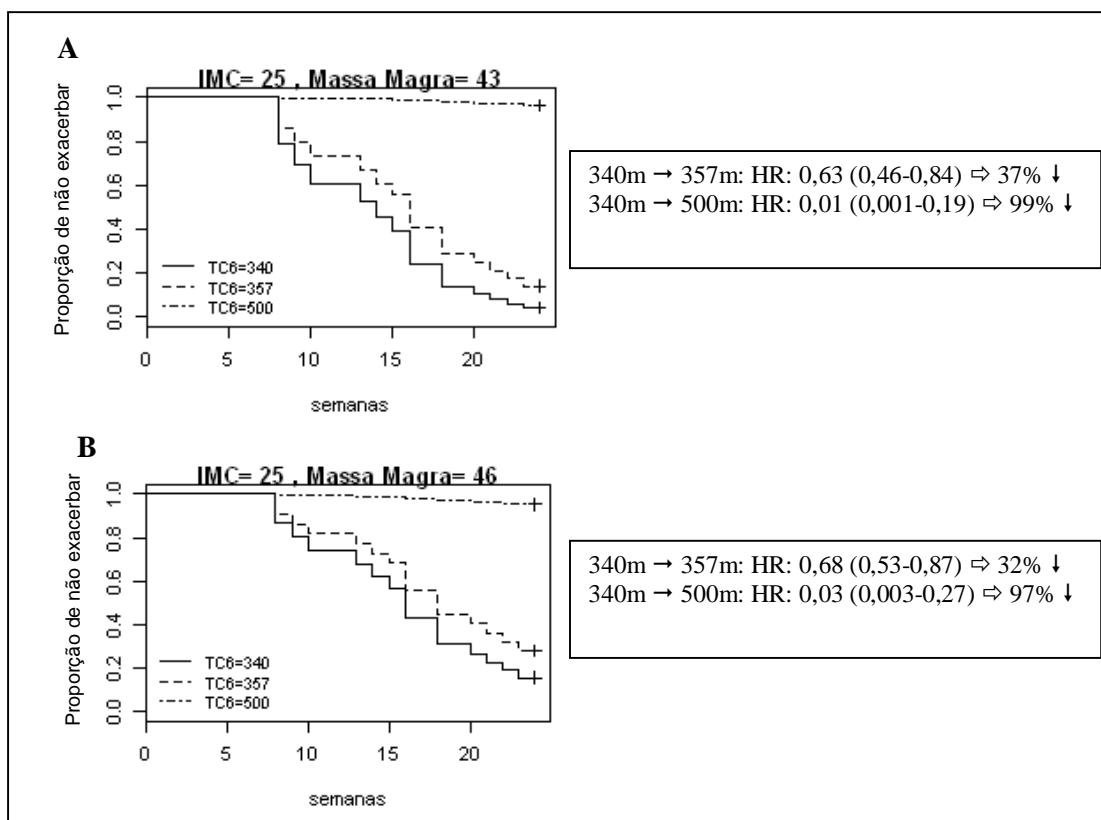 A
IMC= 25 , Massa Magra= 43
Proporção de não exacerbar
1.0
0.8
0.6
0.4
0.2
0.0
TC6=340
TC6=357
TC6=500
0 5 10 15 20
semanas
340m → 357m: HR: 0,63 (0,46-0,84) ⇨ 37% ↓
340m → 500m: HR: 0,01 (0,001-0,19) ⇨ 99% ↓
B
IMC= 25 , Massa Magra= 46
Proporção de não exacerbar
1.0
0.8
0.6
0.4
0.2
0.0
TC6=340
TC6=357
TC6=500
0 5 10 15 20
semanas
340m → 357m: HR: 0,68 (0,53-0,87) ⇨ 32% ↓
340m → 500m: HR: 0,03 (0,003-0,27) ⇨ 97% ↓